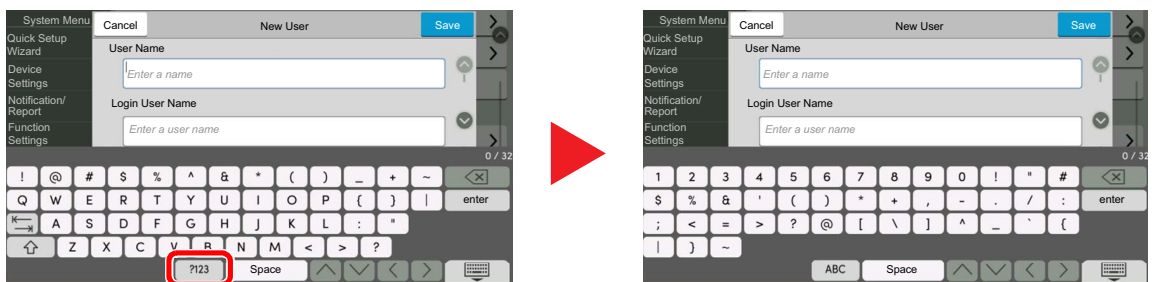 System Menu Cancel New User Save
Quick Setup
Wizard
User Name
Device
Settings
Enter a name
Notification/
Report
Login User Name
Function
Settings
Enter a user name
0 / 32
! @ # $ % ^ & * ( ) _ + ~
Q W E R T Y U I O P { } | enter
A S D F G H J K L : "
Z X C V B N M < > ?
?123 Space
System Menu Cancel New User Save
Quick Setup
Wizard
User Name
Device
Settings
Enter a name
Notification/
Report
Login User Name
Function
Settings
Enter a user name
0 / 32
1 2 3 4 5 6 7 8 9 0 ! " #
$ % & ' ( ) * + , - . / : enter
; < = > ? @ [ \ ] ^ _ ` {
| } ~
ABC Space